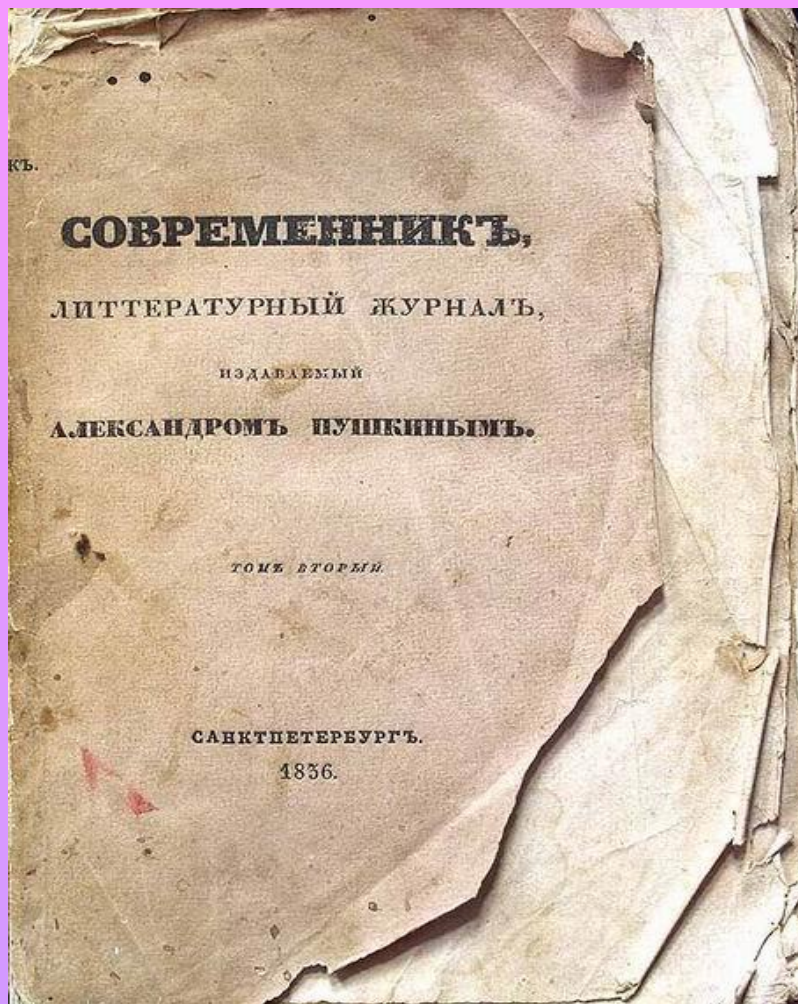 КЪ.
СОВРЕМЕННИКЪ,
ЛИТТЕРАТУРНЫЙ ЖУРНАЛЪ,
ИЗДАВАЕМЫЙ
АЛЕКСАНДРОМЪ ПУШКИНЫМЪ.
ТОМЪ ВТОРЫЙ.
САНКТПЕТЕРБУРГЪ.
1836.